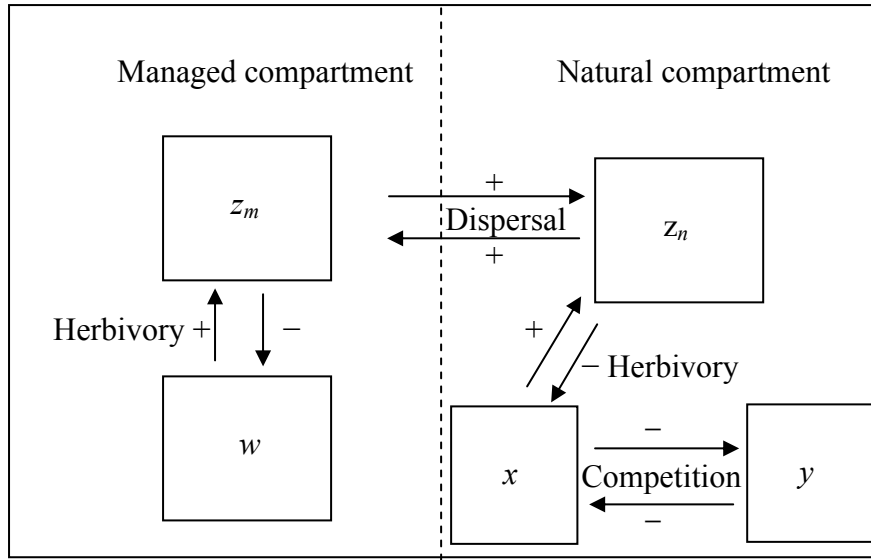 Managed compartment
Natural compartment
z_m
+
Dispersal
+
z_n
Herbivory + −
+
− Herbivory
w
x
−
Competition
−
y